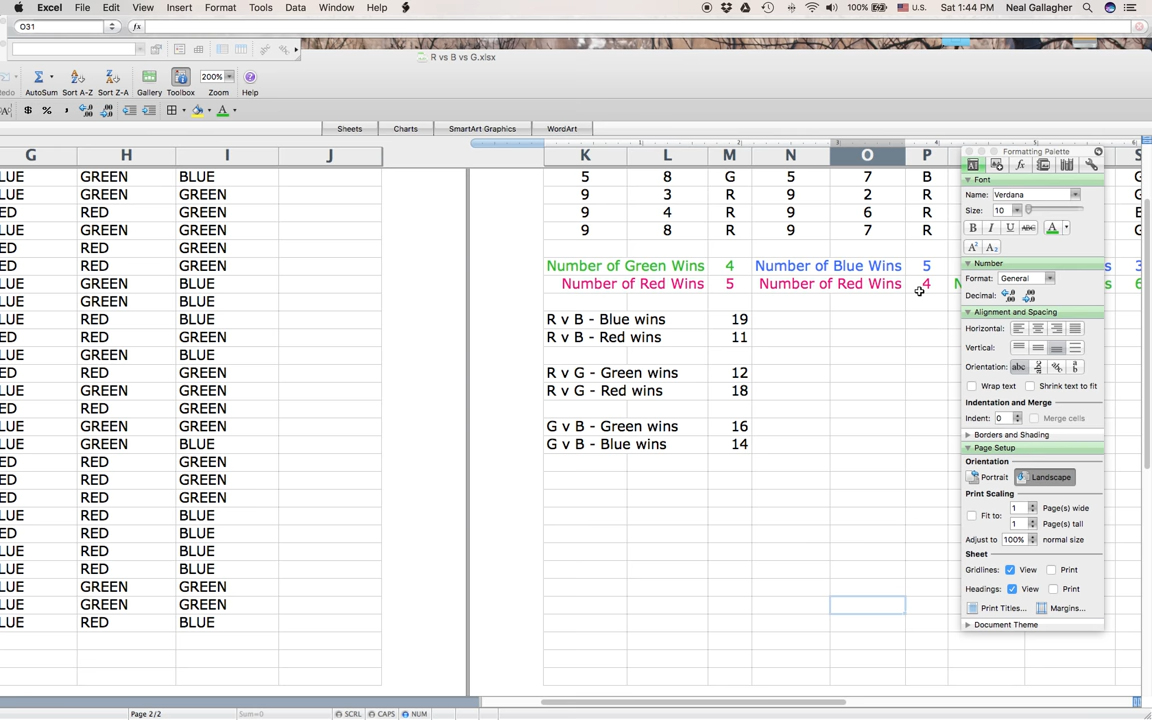 Excel File Edit View Insert Format Tools Data Window Help 100% U.S. Sat 1:44 PM Neal Gallagher
O31 fx
R vs B vs G.xlsx
200%
edo AutoSum Sort A-Z Sort Z-A Gallery Toolbox Zoom Help
$ % ,
Sheets Charts SmartArt Graphics WordArt
G H I J K L M N O P S
LUE GREEN BLUE 5 8 G 5 7 B
LUE GREEN GREEN 9 3 R 9 2 R
ED RED GREEN 9 4 R 9 6 R
LUE GREEN GREEN 9 8 R 9 7 R
ED RED GREEN
ED RED GREEN Number of Green Wins 4 Number of Blue Wins 5 s 3
LUE GREEN BLUE Number of Red Wins 5 Number of Red Wins 4 N s 6
LUE GREEN BLUE
LUE RED BLUE R v B - Blue wins 19
ED RED GREEN R v B - Red wins 11
LUE GREEN BLUE
ED RED GREEN R v G - Green wins 12
LUE GREEN GREEN R v G - Red wins 18
ED RED GREEN
LUE GREEN GREEN G v B - Green wins 16
LUE GREEN BLUE G v B - Blue wins 14
ED RED GREEN
ED RED GREEN
ED RED GREEN
LUE RED BLUE
ED RED BLUE
LUE RED BLUE
LUE RED BLUE
LUE GREEN GREEN
LUE GREEN GREEN
LUE RED BLUE
Formatting Palette
Font
Name: Verdana
Size: 10
B I U ABC A
A² A₂
Number
Format: General
Decimal:
Alignment and Spacing
Horizontal:
Vertical:
Orientation: abc
Wrap text Shrink text to fit
Indentation and Merge
Indent: 0 Merge cells
Borders and Shading
Page Setup
Orientation
Portrait Landscape
Print Scaling
Fit to: 1 Page(s) wide
1 Page(s) tall
Adjust to 100% normal size
Sheet
Gridlines: View Print
Headings: View Print
Print Titles... Margins...
Document Theme
Page 2/2 Sum=0 SCRL CAPS NUM